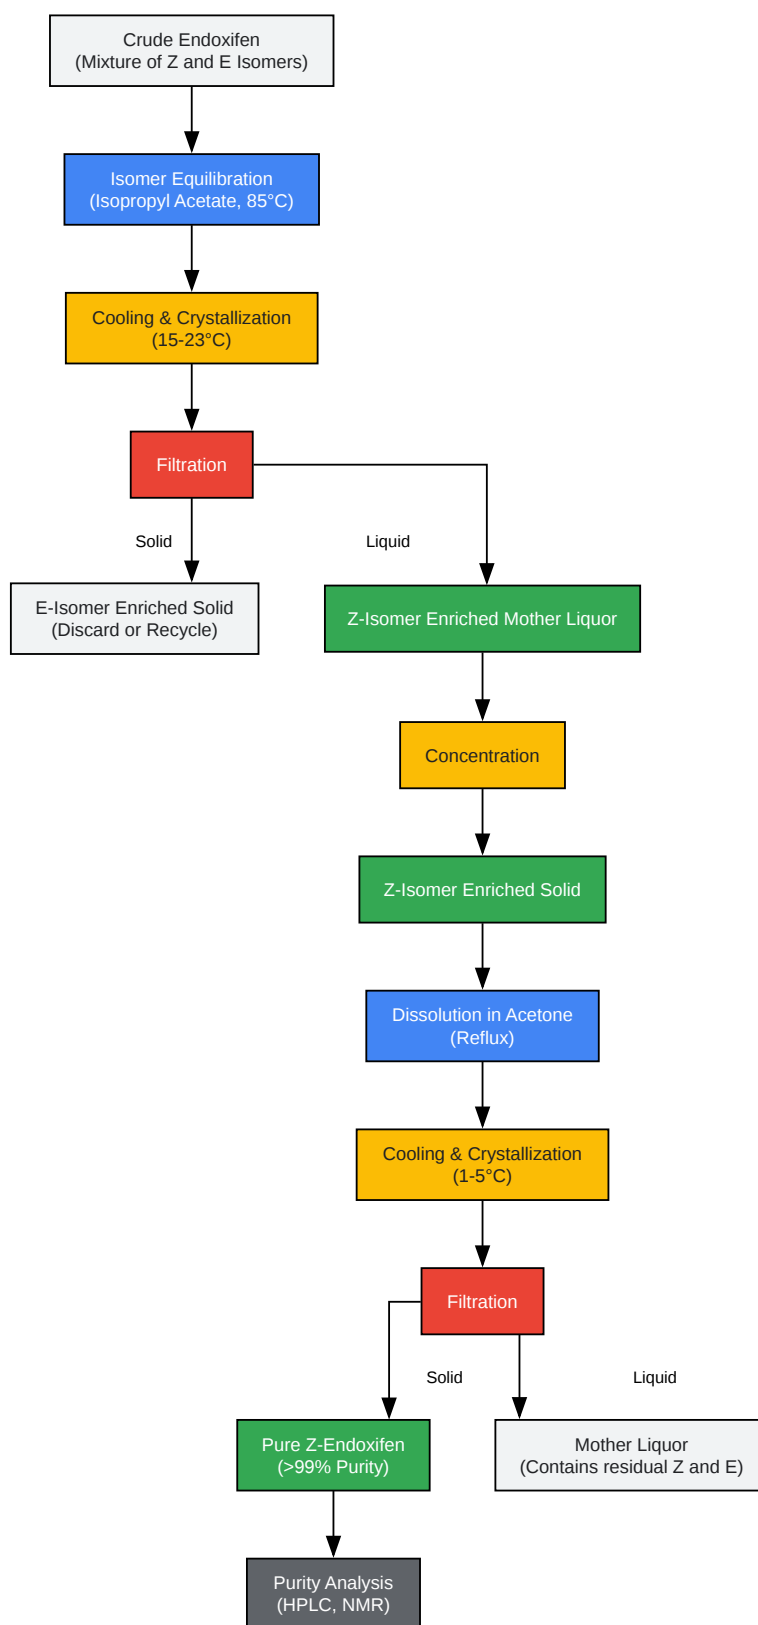 Crude Endoxifen
(Mixture of Z and E Isomers)
Isomer Equilibration
(Isopropyl Acetate, 85°C)
Cooling & Crystallization
(15-23°C)
Filtration
Solid
Liquid
E-Isomer Enriched Solid
(Discard or Recycle)
Z-Isomer Enriched Mother Liquor
Concentration
Z-Isomer Enriched Solid
Dissolution in Acetone
(Reflux)
Cooling & Crystallization
(1-5°C)
Filtration
Solid
Liquid
Pure Z-Endoxifen
(>99% Purity)
Mother Liquor
(Contains residual Z and E)
Purity Analysis
(HPLC, NMR)